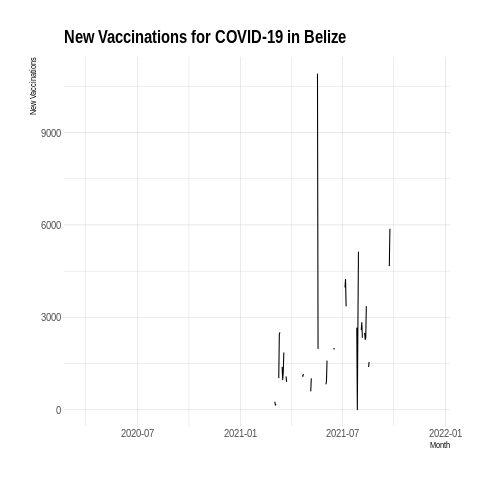 New Vaccinations for COVID-19 in Belize
New Vaccinations
9000
6000
3000
0
2020-07
2021-01
2021-07
2022-01
Month